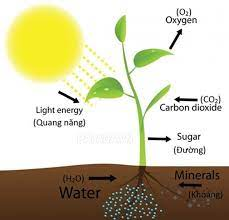 (O₂)
Oxygen
Light energy
(Quang năng)
(CO₂)
Carbon dioxide
Sugar
(Đường)
(H₂O)
Water
Minerals
(Khoáng)